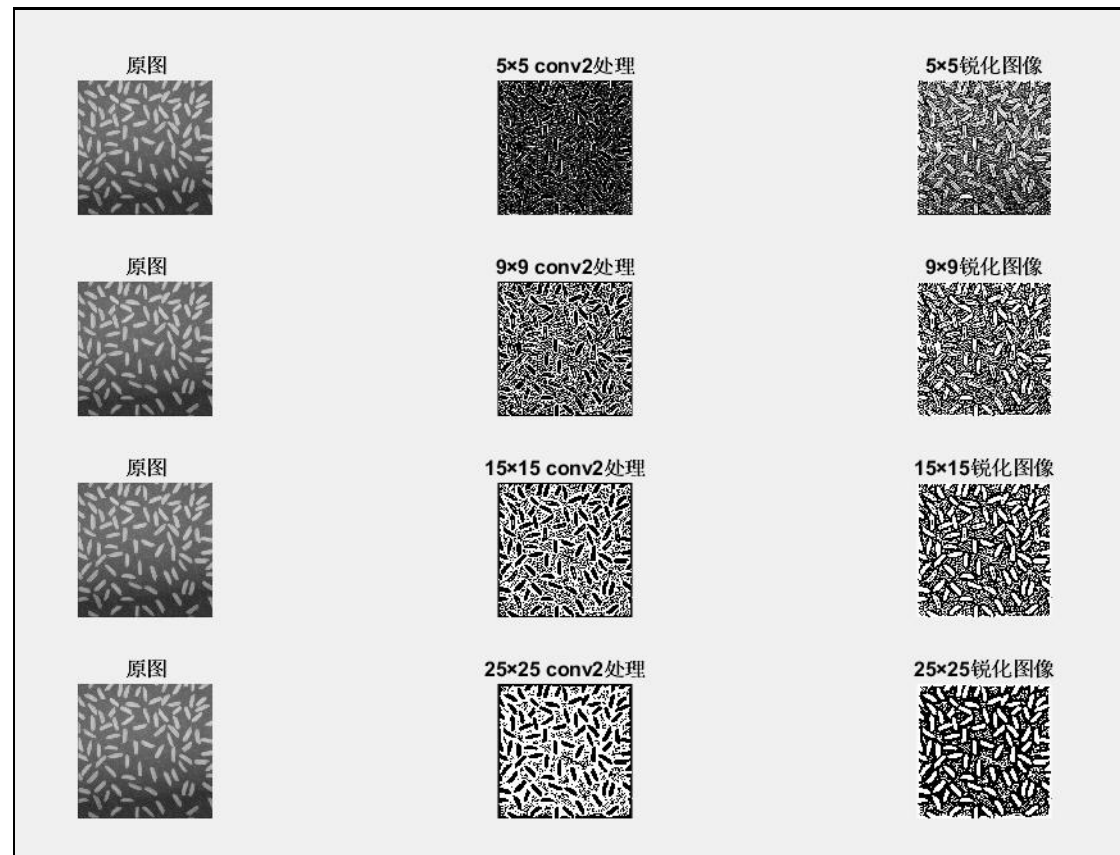 原图
5×5 conv2处理
5×5锐化图像
原图
9×9 conv2处理
9×9锐化图像
原图
15×15 conv2处理
15×15锐化图像
原图
25×25 conv2处理
25×25锐化图像